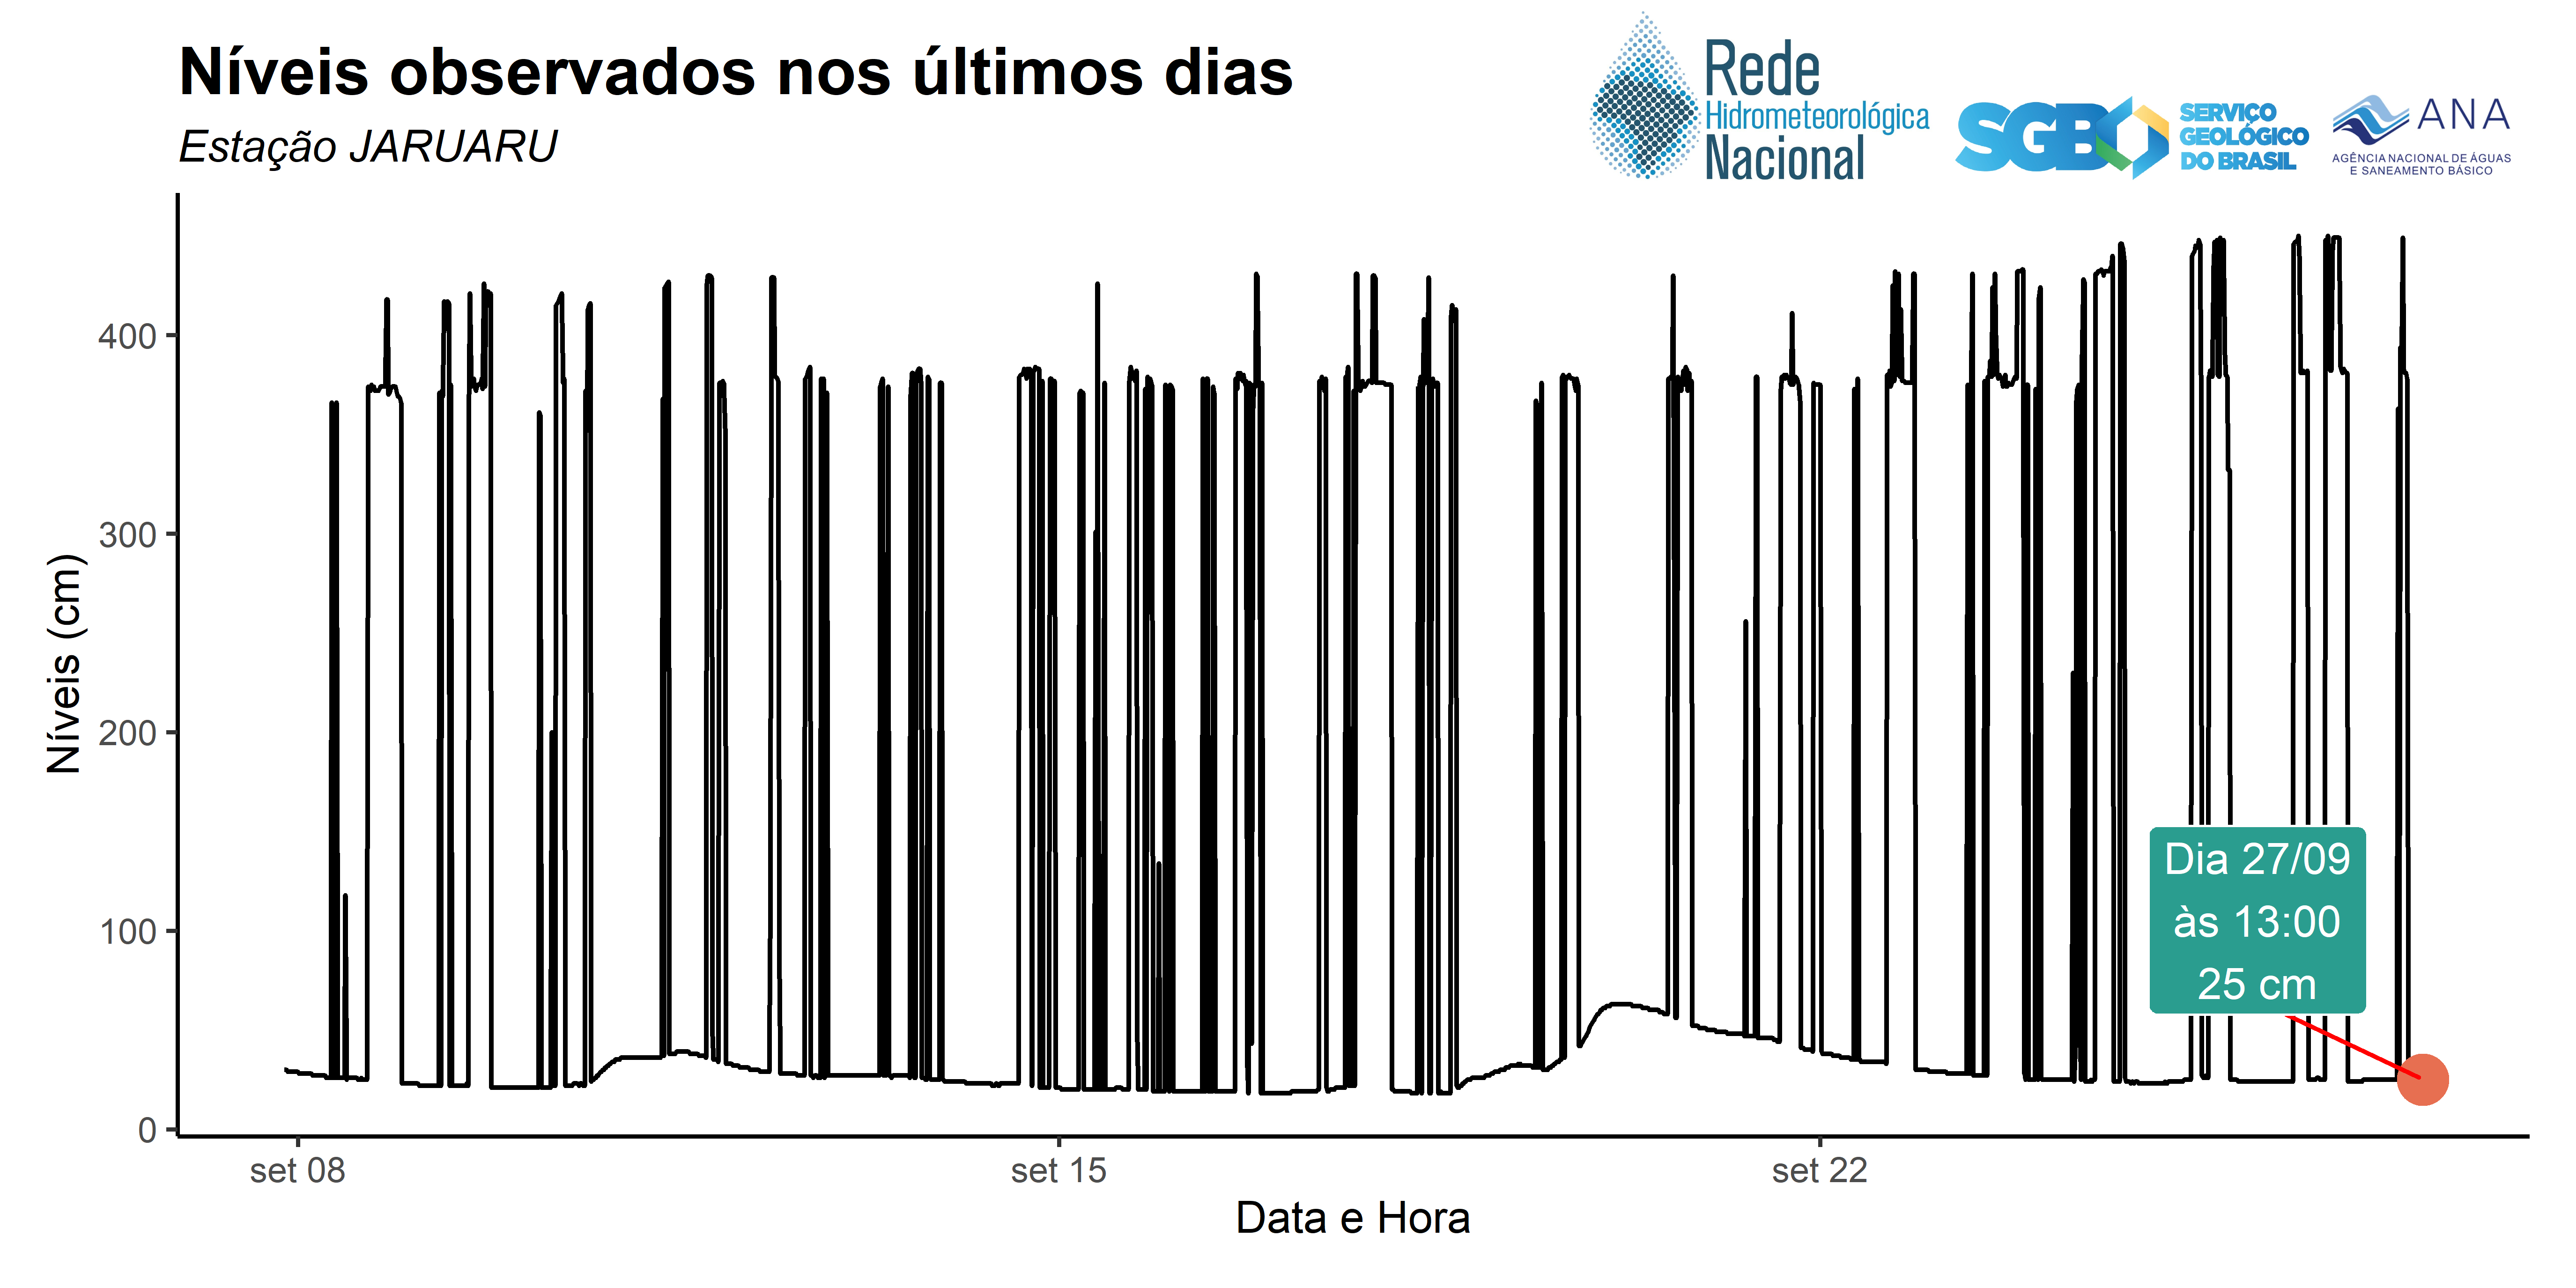 Níveis observados nos últimos dias
Estação JARUARU
Rede
Hidrometeorológica
Nacional
SGB
SERVIÇO
GEOLÓGICO
DO BRASIL
ANA
AGÊNCIA NACIONAL DE ÁGUAS
E SANEAMENTO BÁSICO
Níveis (cm)
400
300
200
100
0
Dia 27/09
às 13:00
25 cm
set 08
set 15
set 22
Data e Hora